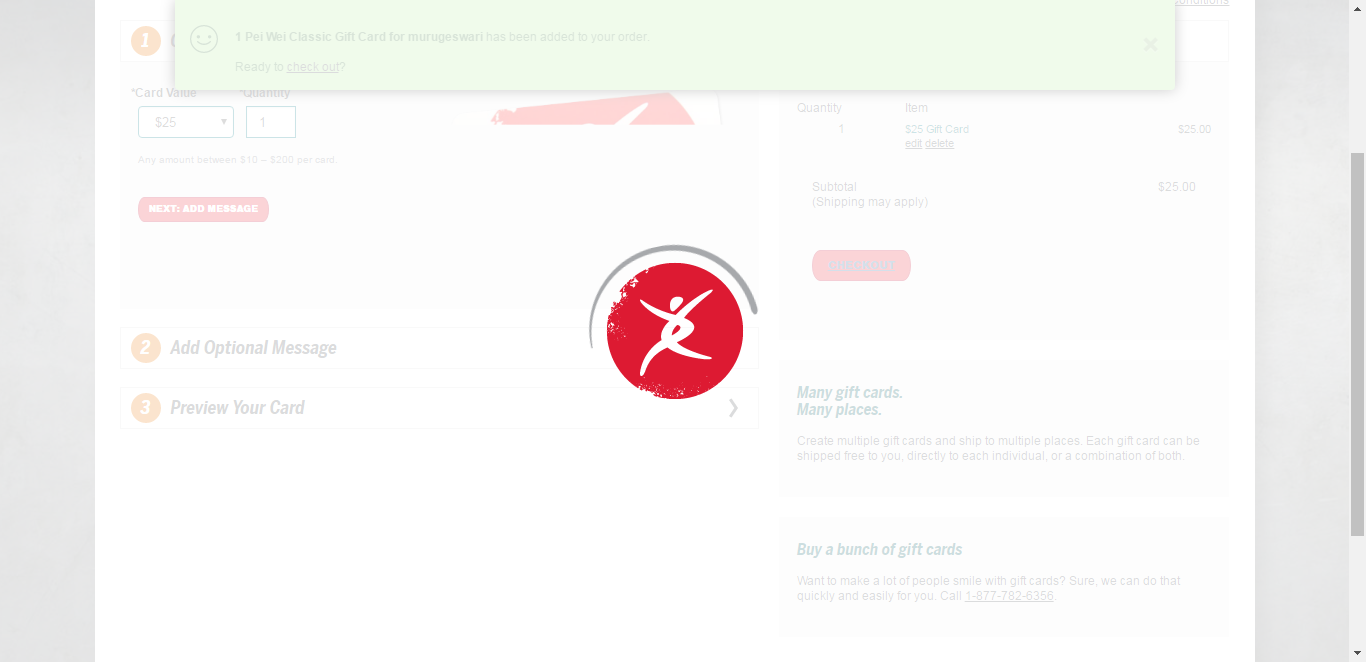 onditions
1 Pei Wei Classic Gift Card for murugeswari has been added to your order.
Ready to check out?
1
*Card Value
*Quantity
$25
1
Any amount between $10 – $200 per card.
NEXT: ADD MESSAGE
2 Add Optional Message
3 Preview Your Card
Quantity Item
1 $25 Gift Card $25.00
edit delete
Subtotal $25.00
(Shipping may apply)
CHECKOUT
Many gift cards.
Many places.
Create multiple gift cards and ship to multiple places. Each gift card can be
shipped free to you, directly to each individual, or a combination of both.
Buy a bunch of gift cards
Want to make a lot of people smile with gift cards? Sure, we can do that
quickly and easily for you. Call 1-877-782-6356.